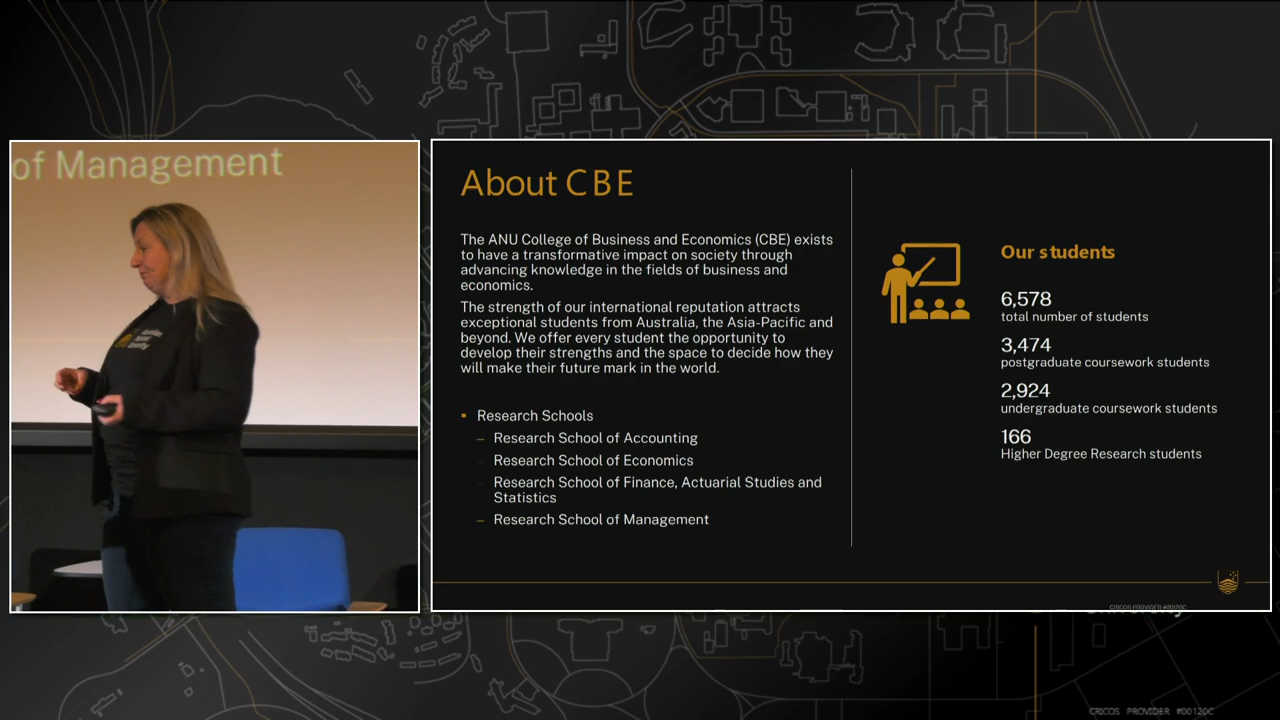 of Management
About CBE
The ANU College of Business and Economics (CBE) exists
to have a transformative impact on society through
advancing knowledge in the fields of business and
economics.
The strength of our international reputation attracts
exceptional students from Australia, the Asia-Pacific and
beyond. We offer every student the opportunity to
develop their strengths and the space to decide how they
will make their future mark in the world.
▪ Research Schools
– Research School of Accounting
– Research School of Economics
– Research School of Finance, Actuarial Studies and
Statistics
– Research School of Management
Our students
6,578
total number of students
3,474
postgraduate coursework students
2,924
undergraduate coursework students
166
Higher Degree Research students
CRICOS PROVIDER #00120C
University
CRICOS PROVIDER #00120C